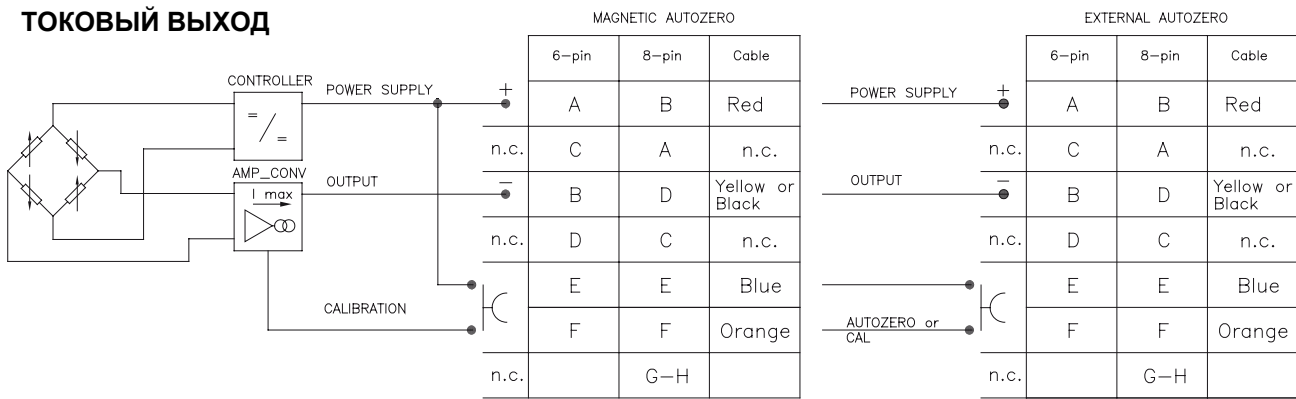 ТОКОВЫЙ ВЫХОД
MAGNETIC AUTOZERO
EXTERNAL AUTOZERO
6-pin 8-pin Cable
6-pin 8-pin Cable
CONTROLLER
= / =
POWER SUPPLY
+ A B Red
POWER SUPPLY
+ A B Red
n.c. C A n.c.
n.c. C A n.c.
AMP_CONV
I max
OUTPUT
– B D Yellow or
Black
OUTPUT
– B D Yellow or
Black
n.c. D C n.c.
n.c. D C n.c.
E E Blue
E E Blue
CALIBRATION
F F Orange
AUTOZERO or
CAL
F F Orange
n.c. G-H
n.c. G-H